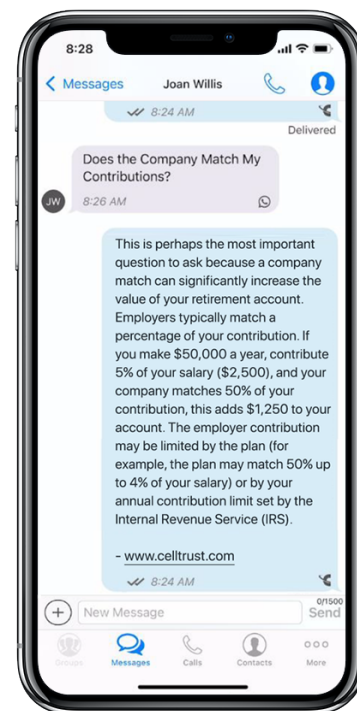 8:28
Messages
Joan Willis
8:24 AM
Delivered
Does the Company Match My
Contributions?
JW
8:26 AM
This is perhaps the most important
question to ask because a company
match can significantly increase the
value of your retirement account.
Employers typically match a
percentage of your contribution. If
you make $50,000 a year, contribute
5% of your salary ($2,500), and your
company matches 50% of your
contribution, this adds $1,250 to your
account. The employer contribution
may be limited by the plan (for
example, the plan may match 50% up
to 4% of your salary) or by your
annual contribution limit set by the
Internal Revenue Service (IRS).
- www.celltrust.com
8:24 AM
New Message
0/1500
Send
Groups
Messages
Calls
Contacts
More